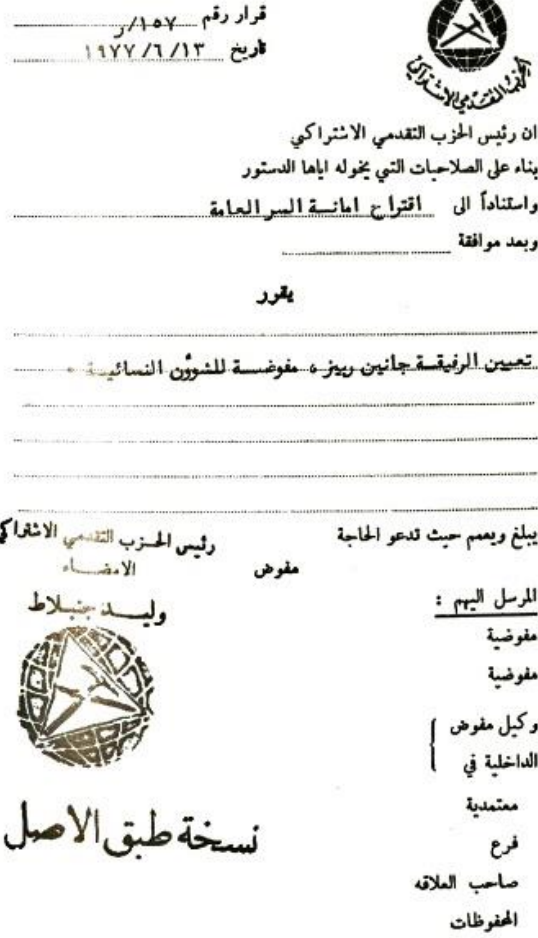 قرار رقم ١٥٧/ر
تاريخ ١٩٧٧/٦/١٣
الحزب التقدمي الاشتراكي
ان رئيس الحزب التقدمي الاشتراكي
بناء على الصلاحيات التي يخوله اياها الدستور
واستناداً الى اقتراح امانة السر العامة
وبعد موافقة
يقرر
تعيين الرفيقة جانين ربيز ، مفوضة للشؤون النسائية .
يبلغ ويعمم حيث تدعو الحاجة
رئيس الحزب التقدمي الاشتراكي
مفوض
الامضاء
وليد جنبلاط
المرسل اليهم :
مفوضية
مفوضية
وكيل مفوض
الداخلية في
معتمدية
فرع
صاحب العلاقه
المحفوظات
نسخة طبق الاصل